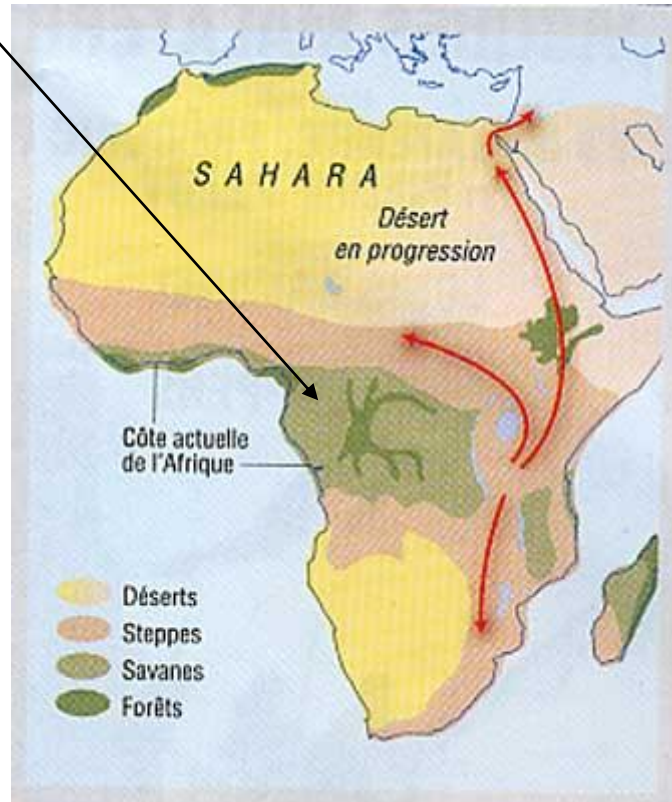 SAHARA
Désert
en progression
Côte actuelle
de l'Afrique
Déserts
Steppes
Savanes
Forêts